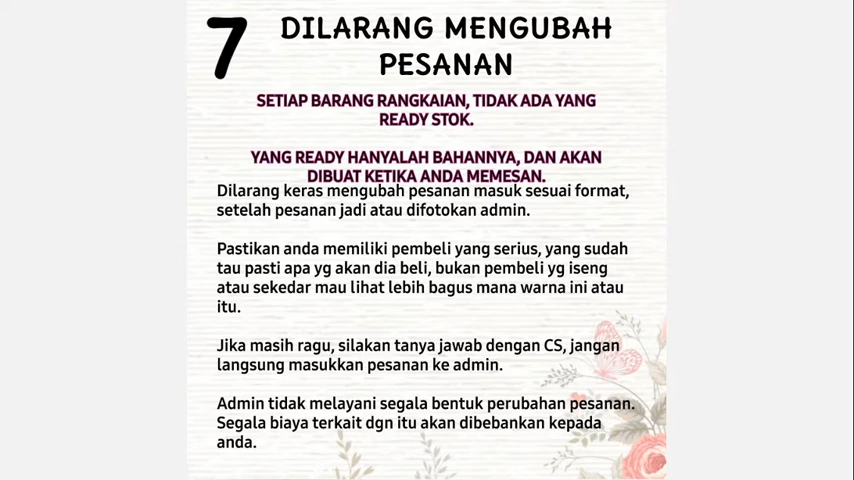 7
DILARANG MENGUBAH
PESANAN
SETIAP BARANG RANGKAIAN, TIDAK ADA YANG
READY STOK.
YANG READY HANYALAH BAHANNYA, DAN AKAN
DIBUAT KETIKA ANDA MEMESAN.
Dilarang keras mengubah pesanan masuk sesuai format,
setelah pesanan jadi atau difotokan admin.
Pastikan anda memiliki pembeli yang serius, yang sudah
tau pasti apa yg akan dia beli, bukan pembeli yg iseng
atau sekedar mau lihat lebih bagus mana warna ini atau
itu.
Jika masih ragu, silakan tanya jawab dengan CS, jangan
langsung masukkan pesanan ke admin.
Admin tidak melayani segala bentuk perubahan pesanan.
Segala biaya terkait dgn itu akan dibebankan kepada
anda.